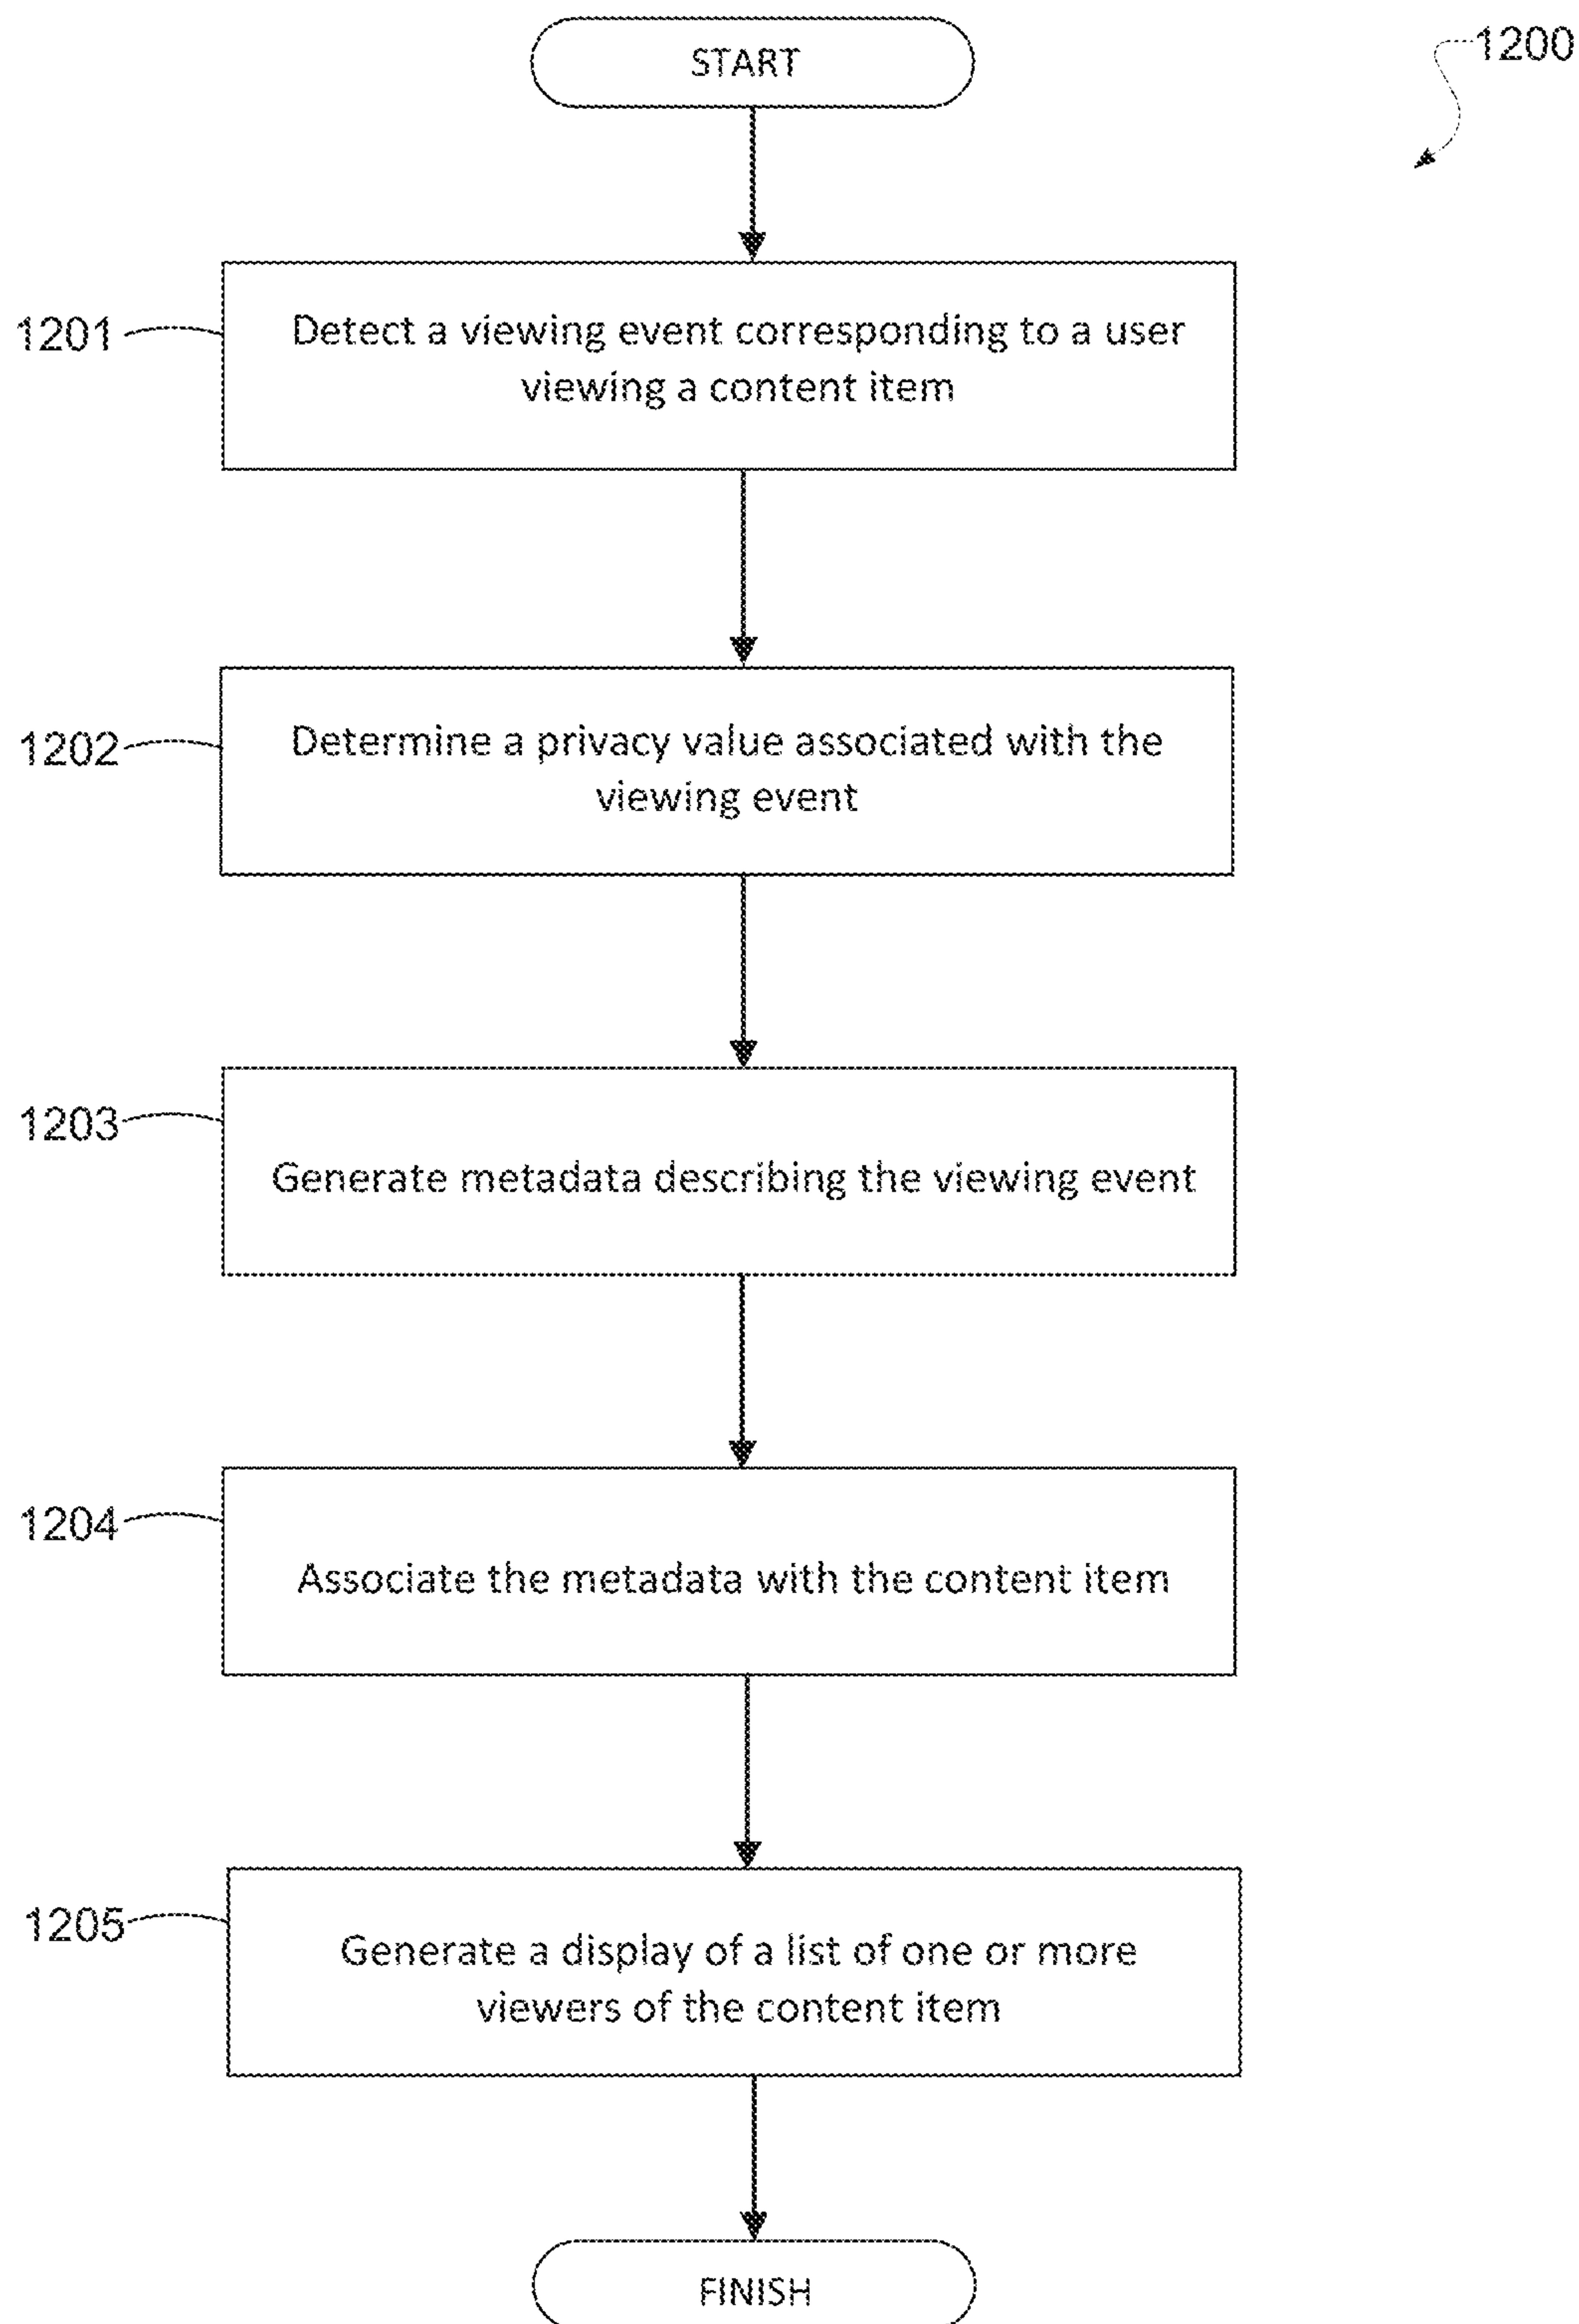 START
1200
1201
Detect a viewing event corresponding to a user
viewing a content item
1202
Determine a privacy value associated with the
viewing event
1203
Generate metadata describing the viewing event
1204
Associate the metadata with the content item
1205
Generate a display of a list of one or more
viewers of the content item
FINISH